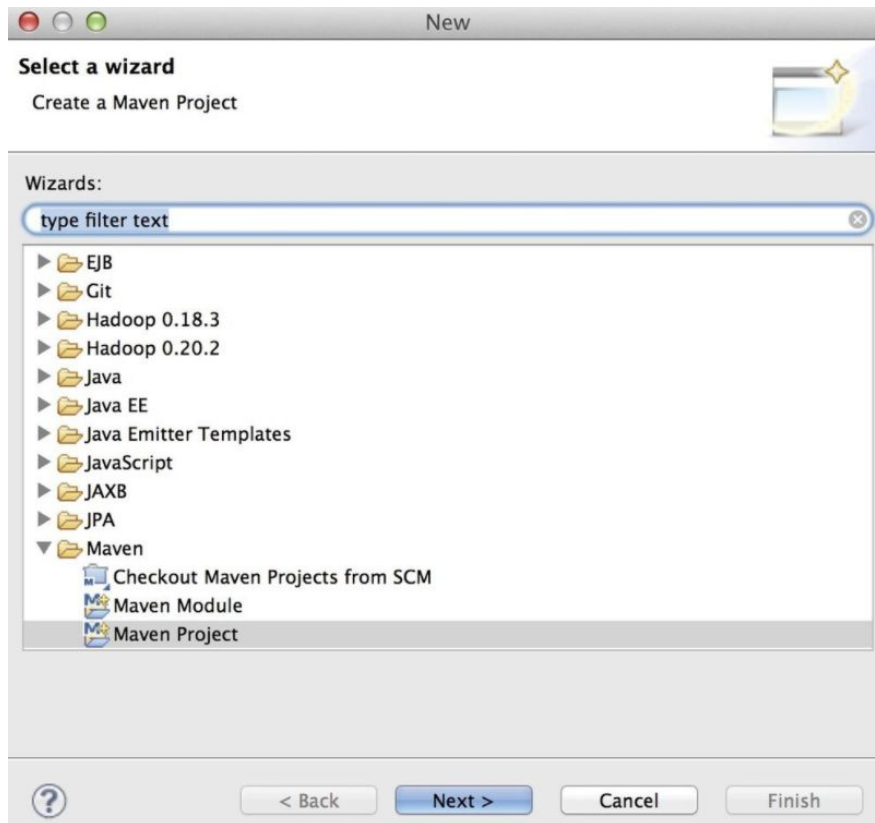 New
Select a wizard
Create a Maven Project
Wizards:
type filter text
EJB
Git
Hadoop 0.18.3
Hadoop 0.20.2
Java
Java EE
Java Emitter Templates
JavaScript
JAXB
JPA
Maven
Checkout Maven Projects from SCM
Maven Module
Maven Project
? < Back Next > Cancel Finish